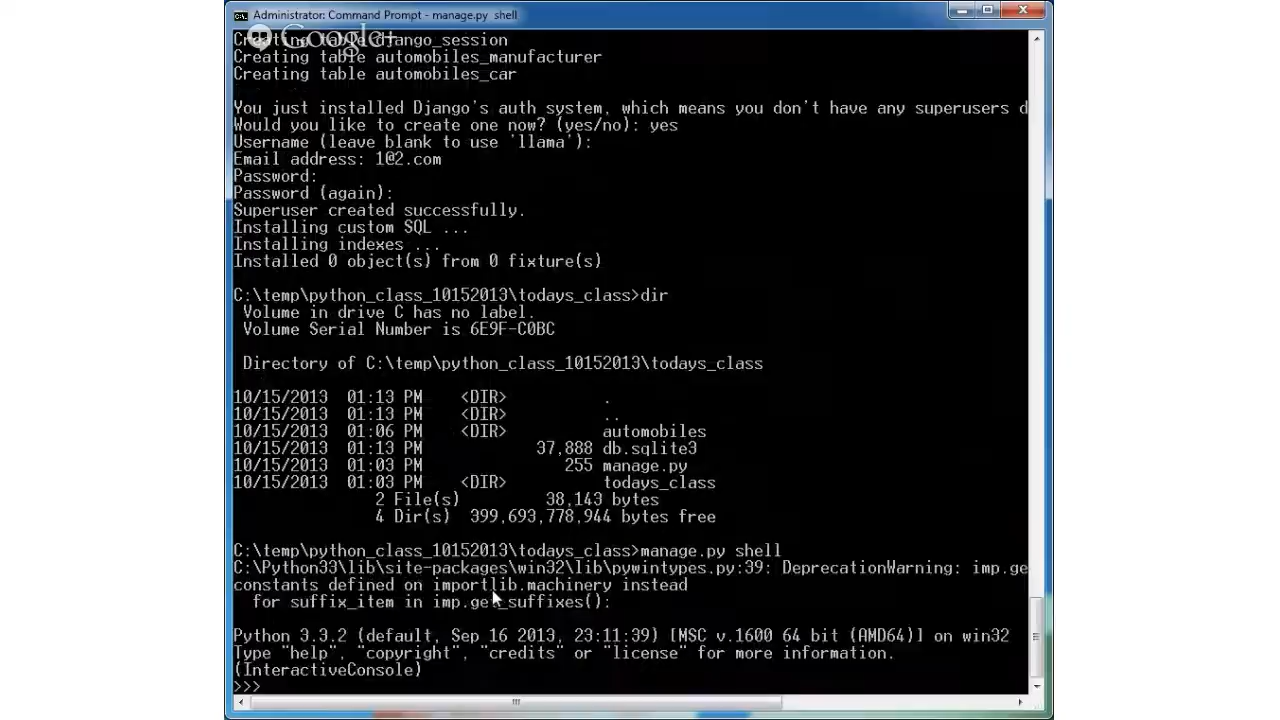 Administrator: Command Prompt - manage.py  shell
Google+
Creating table django_session
Creating table automobiles_manufacturer
Creating table automobiles_car
You just installed Django's auth system, which means you don't have any superusers d
Would you like to create one now? (yes/no): yes
Username (leave blank to use 'llama'):
Email address: 1@2.com
Password:
Password (again):
Superuser created successfully.
Installing custom SQL ...
Installing indexes ...
Installed 0 object(s) from 0 fixture(s)
C:\temp\python_class_10152013\todays_class>dir
Volume in drive C has no label.
Volume Serial Number is 6E9F-C0BC
Directory of C:\temp\python_class_10152013\todays_class
10/15/2013  01:13 PM    <DIR>          .
10/15/2013  01:13 PM    <DIR>          ..
10/15/2013  01:06 PM    <DIR>          automobiles
10/15/2013  01:13 PM            37,888 db.sqlite3
10/15/2013  01:03 PM               255 manage.py
10/15/2013  01:03 PM    <DIR>          todays_class
2 File(s)         38,143 bytes
4 Dir(s)  399,693,778,944 bytes free
C:\temp\python_class_10152013\todays_class>manage.py shell
C:\Python33\lib\site-packages\win32\lib\pywintypes.py:39: DeprecationWarning: imp.ge
constants defined on importlib.machinery instead
for suffix_item in imp.get_suffixes():
Python 3.3.2 (default, Sep 16 2013, 23:11:39) [MSC v.1600 64 bit (AMD64)] on win32
Type "help", "copyright", "credits" or "license" for more information.
(InteractiveConsole)
>>>